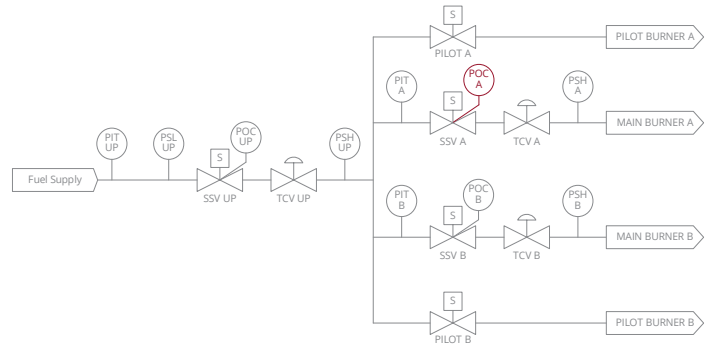 S
PILOT A
PILOT BURNER A
PIT
A
POC
A
S
PSH
A
SSV A
TCV A
MAIN BURNER A
PIT
UP
PSL
UP
POC
UP
S
PSH
UP
Fuel Supply
SSV UP
TCV UP
PIT
B
POC
B
S
PSH
B
SSV B
TCV B
MAIN BURNER B
S
PILOT B
PILOT BURNER B